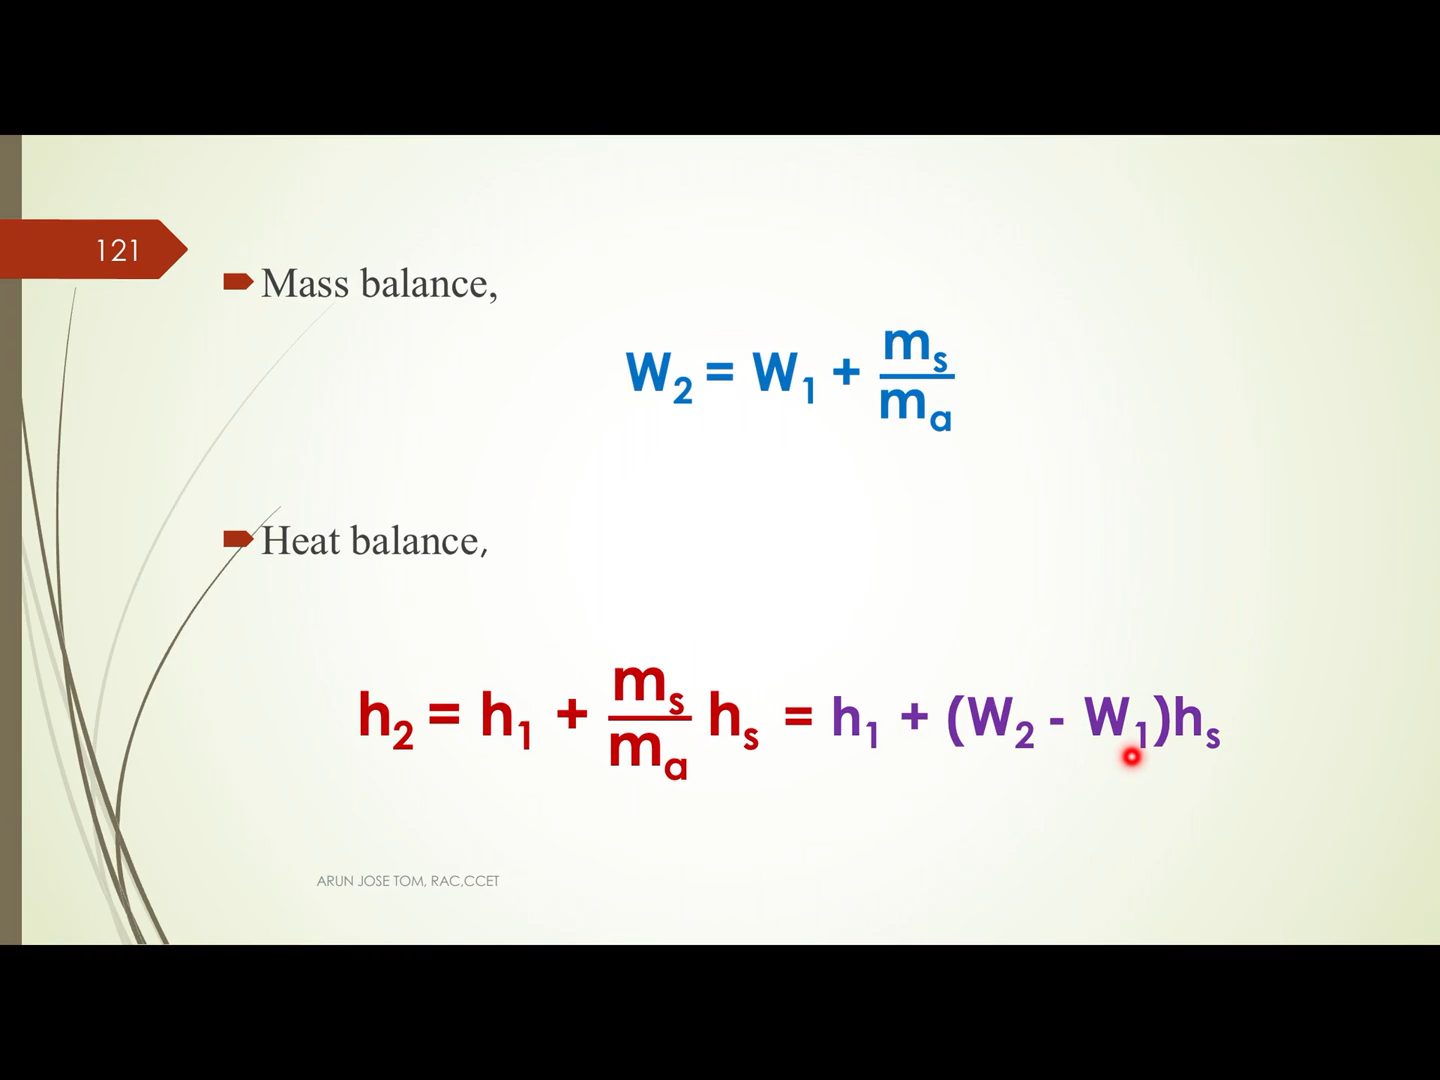 121
Mass balance,
W₂ = W₁ + mₛ/mₐ
Heat balance,
h₂ = h₁ + mₛ/mₐ hₛ = h₁ + (W₂ - W₁)hₛ
ARUN JOSE TOM, RAC,CCET